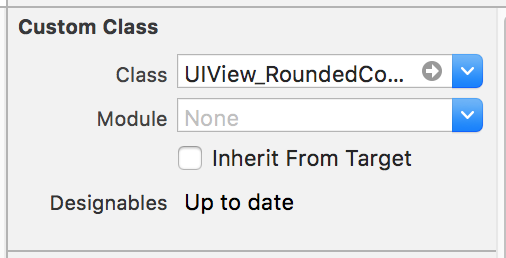 Custom Class
Class UIView_RoundedCo...
Module None
Inherit From Target
Designables Up to date